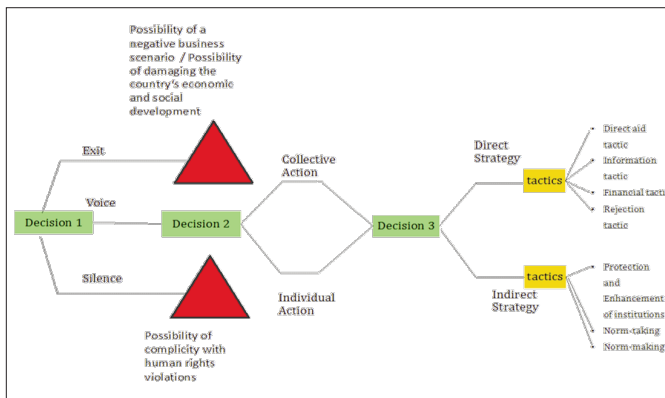 Possibility of a
negative business
scenario / Possibility
of damaging the
country's economic
and social
development
Exit
Voice
Silence
Decision 1
Decision 2
Possibility of
complicity with
human rights
violations
Collective
Action
Individual
Action
Decision 3
Direct
Strategy
tactics
Direct aid
tactic
Information
tactic
Financial tacti
Rejection
tactic
Indirect
Strategy
tactics
Protection
and
Enhancement
of institutions
Norm-taking
Norm-making